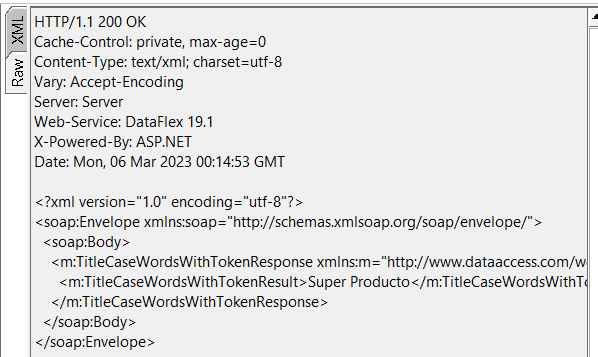 XML
Raw
HTTP/1.1 200 OK
Cache-Control: private, max-age=0
Content-Type: text/xml; charset=utf-8
Vary: Accept-Encoding
Server: Server
Web-Service: DataFlex 19.1
X-Powered-By: ASP.NET
Date: Mon, 06 Mar 2023 00:14:53 GMT
<?xml version="1.0" encoding="utf-8"?>
<soap:Envelope xmlns:soap="http://schemas.xmlsoap.org/soap/envelope/">
<soap:Body>
<m:TitleCaseWordsWithTokenResponse xmlns:m="http://www.dataaccess.com/w
<m:TitleCaseWordsWithTokenResult>Super Producto</m:TitleCaseWordsWithTo
</m:TitleCaseWordsWithTokenResponse>
</soap:Body>
</soap:Envelope>